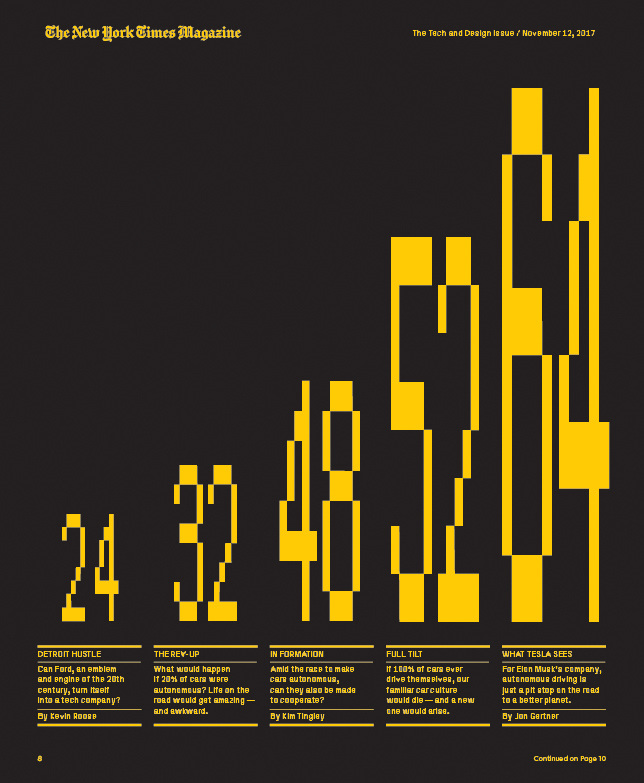 The New York Times Magazine
The Tech and Design Issue / November 12, 2017
24
32
48
52
64
DETROIT HUSTLE
Can Ford, an emblem
and engine of the 20th
century, turn itself
into a tech company?
By Kevin Roose
THE REV-UP
What would happen
if 20% of cars were
autonomous? Life on the
road would get amazing —
and awkward.
IN FORMATION
Amid the race to make
cars autonomous,
can they also be made
to cooperate?
By Kim Tingley
FULL TILT
If 100% of cars ever
drive themselves, our
familiar car culture
would die — and a new
one would arise.
WHAT TESLA SEES
For Elon Musk's company,
autonomous driving is
just a pit stop on the road
to a better planet.
By Jon Gertner
8
Continued on Page 10